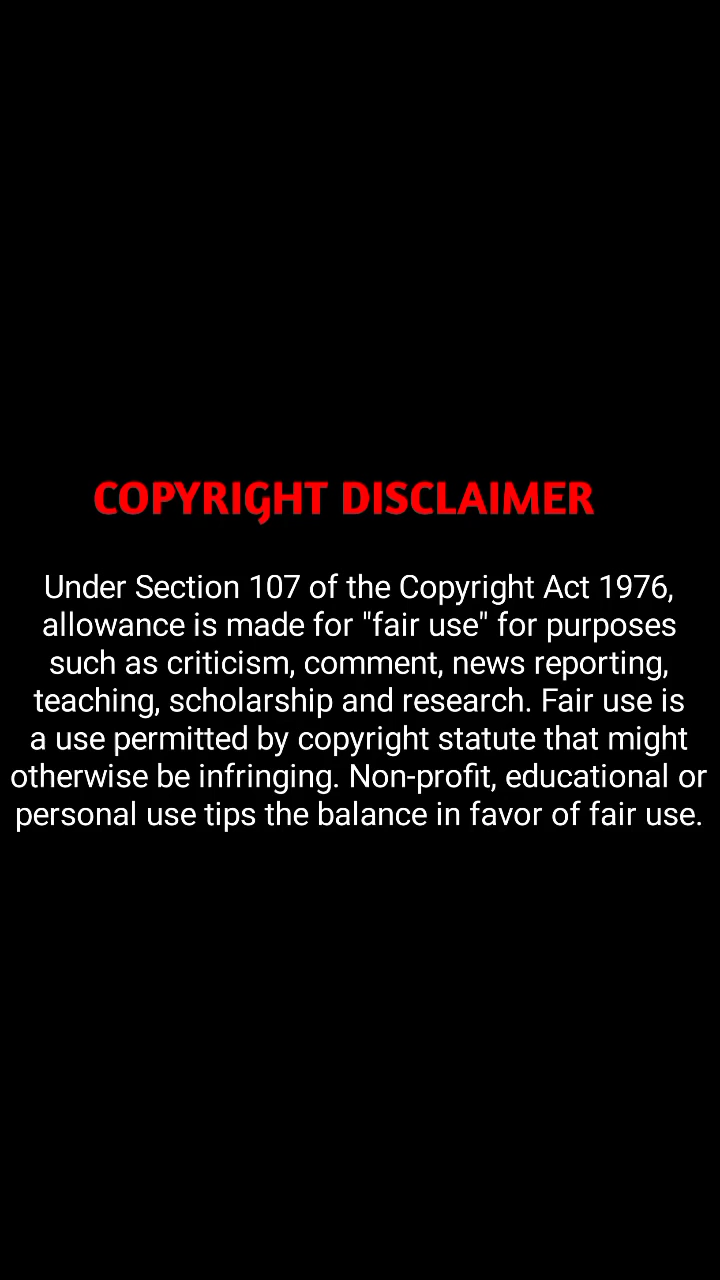 COPYRIGHT DISCLAIMER
Under Section 107 of the Copyright Act 1976,
allowance is made for "fair use" for purposes
such as criticism, comment, news reporting,
teaching, scholarship and research. Fair use is
a use permitted by copyright statute that might
otherwise be infringing. Non-profit, educational or
personal use tips the balance in favor of fair use.